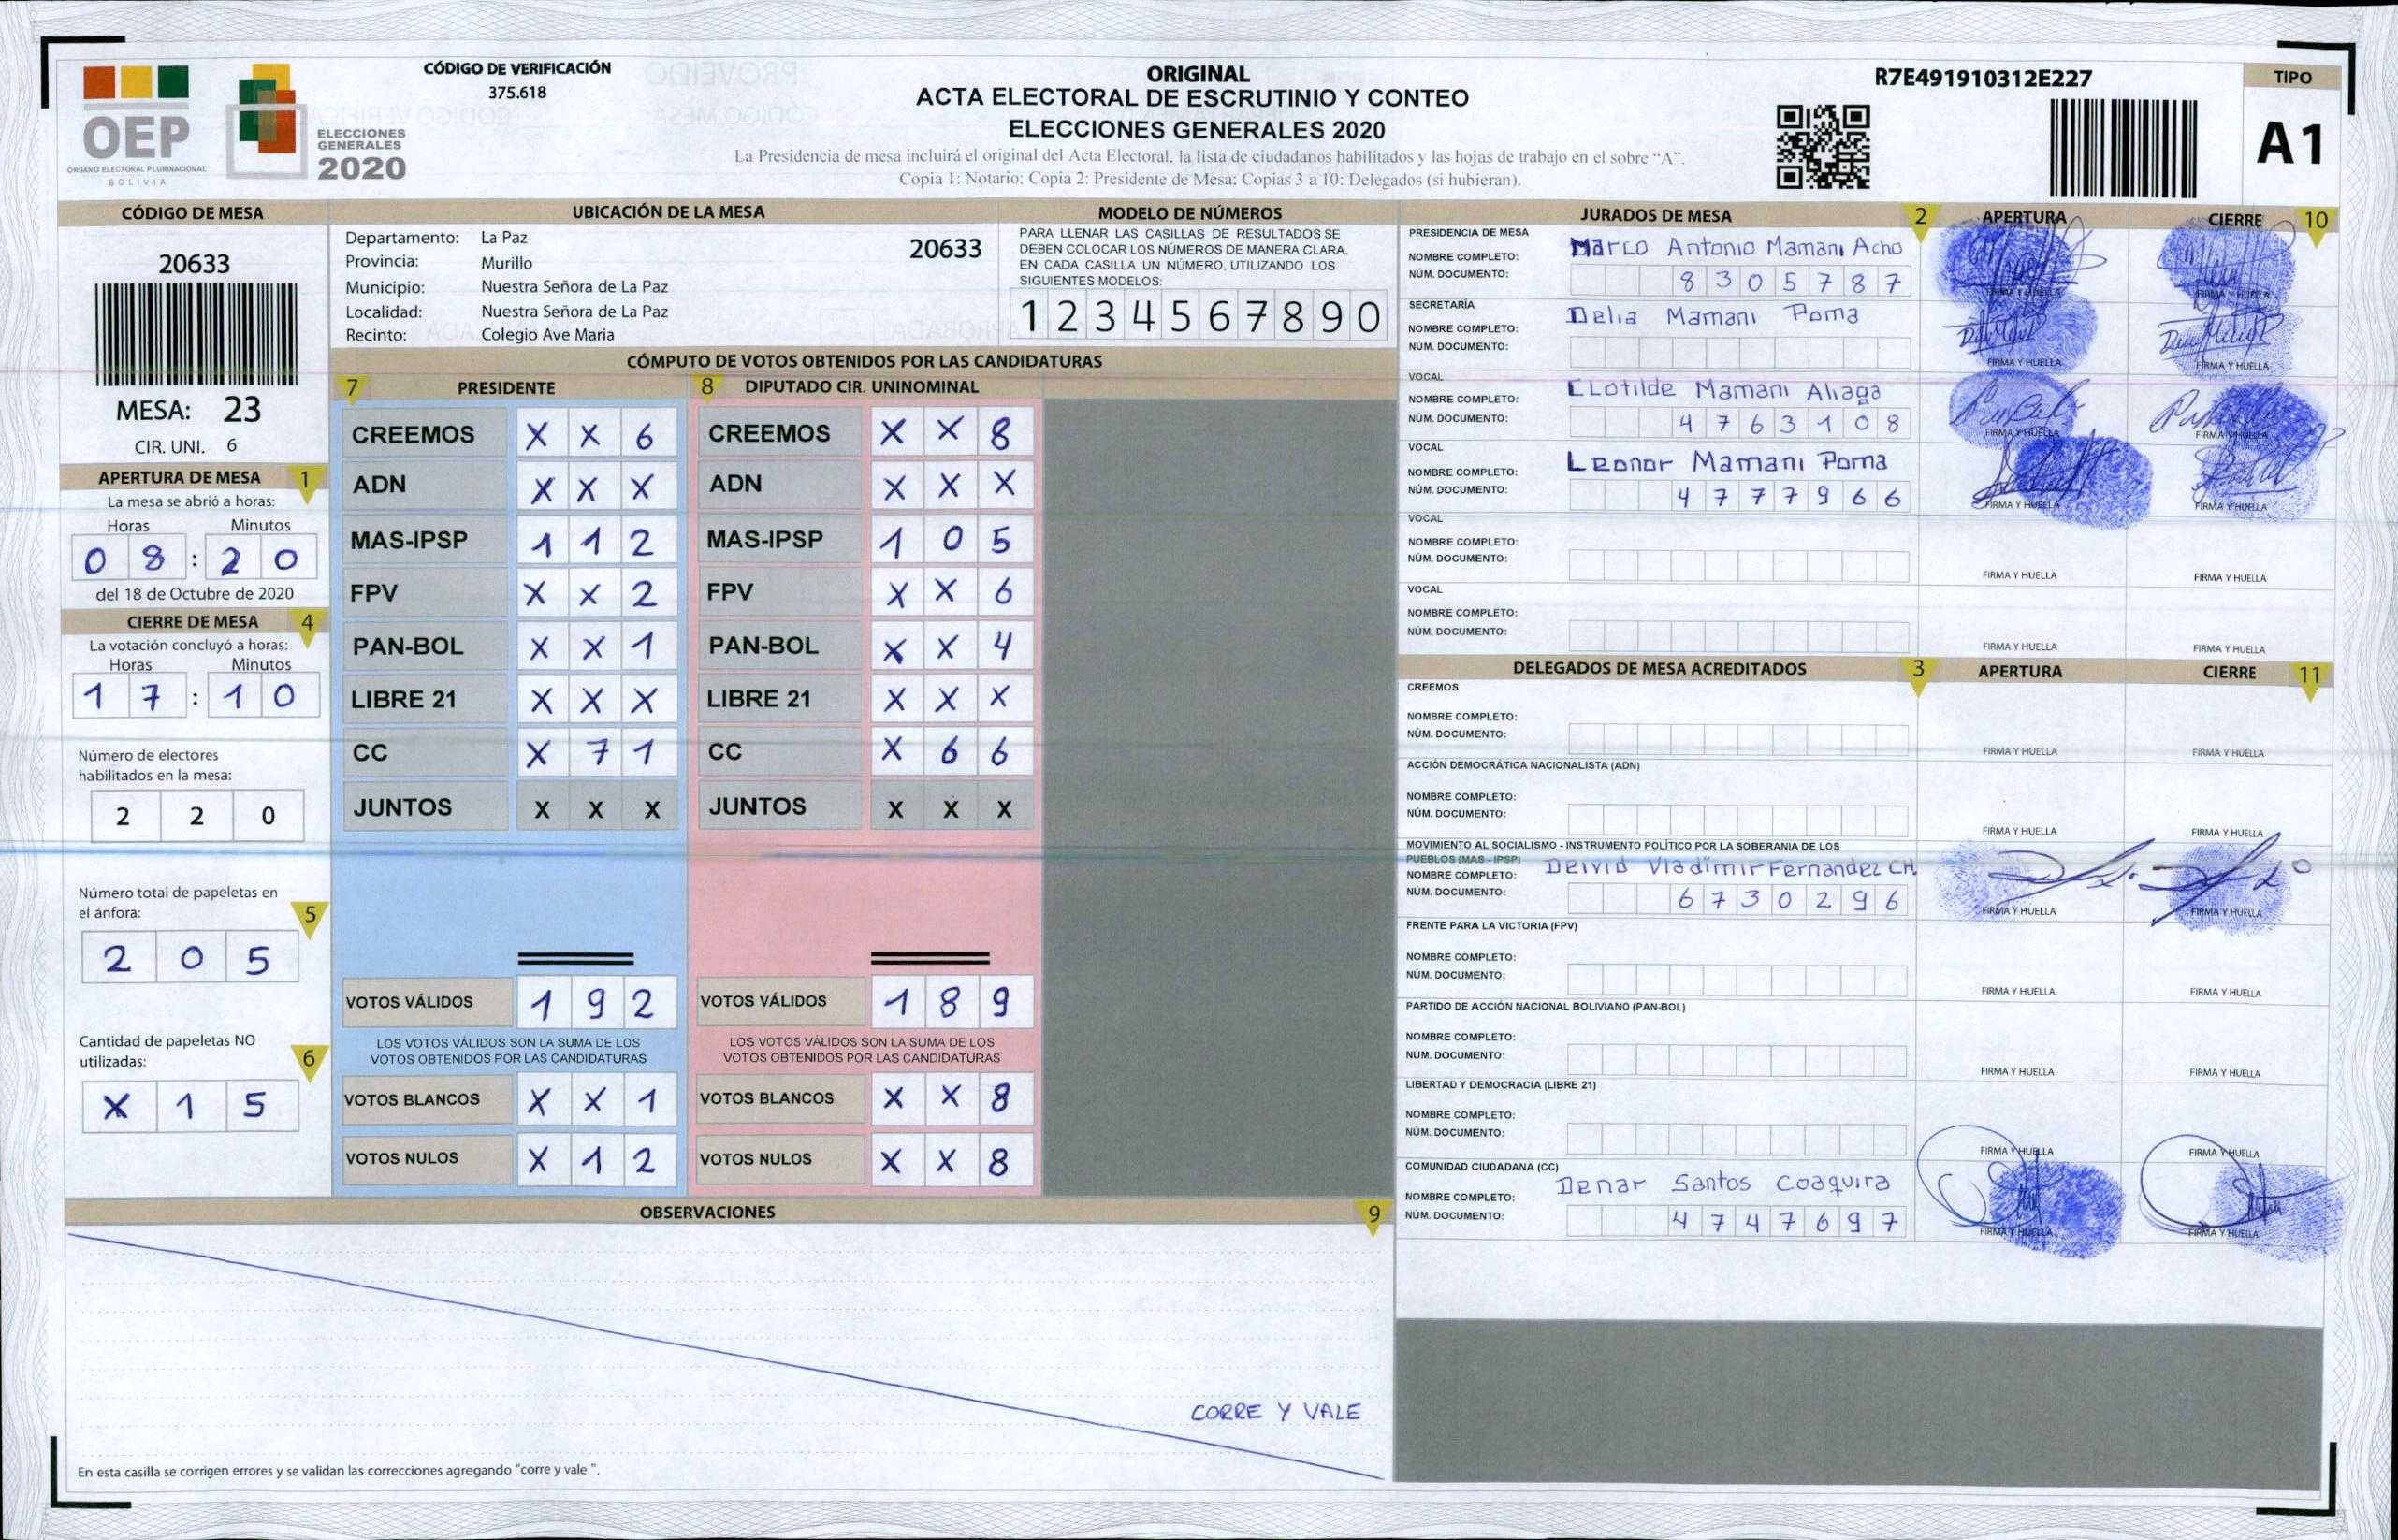 OEP
ÓRGANO ELECTORAL PLURINACIONAL
BOLIVIA
ELECCIONES
GENERALES
2020
CÓDIGO DE VERIFICACIÓN
375.618
ORIGINAL
ACTA ELECTORAL DE ESCRUTINIO Y CONTEO
ELECCIONES GENERALES 2020
La Presidencia de mesa incluirá el original del Acta Electoral, la lista de ciudadanos habilitados y las hojas de trabajo en el sobre “A”.
Copia 1: Notario; Copia 2: Presidente de Mesa; Copias 3 a 10: Delegados (si hubieran).
R7E491910312E227
TIPO
A1
CÓDIGO DE MESA
20633
MESA: 23
CIR. UNI. 6
APERTURA DE MESA 1
La mesa se abrió a horas:
Horas Minutos
0 8 : 2 0
del 18 de Octubre de 2020
CIERRE DE MESA 4
La votación concluyó a horas:
Horas Minutos
1 7 : 1 0
Número de electores
habilitados en la mesa:
2 2 0
Número total de papeletas en
el ánfora: 5
2 0 5
Cantidad de papeletas NO
utilizadas: 6
X 1 5
UBICACIÓN DE LA MESA
Departamento: La Paz 20633
Provincia: Murillo
Municipio: Nuestra Señora de La Paz
Localidad: Nuestra Señora de La Paz
Recinto: Colegio Ave Maria
MODELO DE NÚMEROS
PARA LLENAR LAS CASILLAS DE RESULTADOS SE
DEBEN COLOCAR LOS NÚMEROS DE MANERA CLARA,
EN CADA CASILLA UN NÚMERO, UTILIZANDO LOS
SIGUIENTES MODELOS:
1 2 3 4 5 6 7 8 9 0
CÓMPUTO DE VOTOS OBTENIDOS POR LAS CANDIDATURAS
7 PRESIDENTE
CREEMOS X X 6
ADN X X X
MAS-IPSP 1 1 2
FPV X X 2
PAN-BOL X X 1
LIBRE 21 X X X
CC X 7 1
JUNTOS X X X
VOTOS VÁLIDOS 1 9 2
LOS VOTOS VÁLIDOS SON LA SUMA DE LOS
VOTOS OBTENIDOS POR LAS CANDIDATURAS
VOTOS BLANCOS X X 1
VOTOS NULOS X 1 2
8 DIPUTADO CIR. UNINOMINAL
CREEMOS X X 8
ADN X X X
MAS-IPSP 1 0 5
FPV X X 6
PAN-BOL X X 4
LIBRE 21 X X X
CC X 6 6
JUNTOS X X X
VOTOS VÁLIDOS 1 8 9
LOS VOTOS VÁLIDOS SON LA SUMA DE LOS
VOTOS OBTENIDOS POR LAS CANDIDATURAS
VOTOS BLANCOS X X 8
VOTOS NULOS X X 8
OBSERVACIONES 9
CORRE Y VALE
En esta casilla se corrigen errores y se validan las correcciones agregando "corre y vale ".
JURADOS DE MESA 2 APERTURA CIERRE 10
PRESIDENCIA DE MESA
NOMBRE COMPLETO: Marco Antonio Mamani Acho
NÚM. DOCUMENTO: 8 3 0 5 7 8 7
FIRMA Y HUELLA FIRMA Y HUELLA
SECRETARÍA
NOMBRE COMPLETO: Delia Mamani Poma
NÚM. DOCUMENTO:
FIRMA Y HUELLA FIRMA Y HUELLA
VOCAL
NOMBRE COMPLETO: CLotilde Mamani Aliaga
NÚM. DOCUMENTO: 4 7 6 3 1 0 8
FIRMA Y HUELLA FIRMA Y HUELLA
VOCAL
NOMBRE COMPLETO: Leonor Mamani Poma
NÚM. DOCUMENTO: 4 7 7 7 9 6 6
FIRMA Y HUELLA FIRMA Y HUELLA
VOCAL
NOMBRE COMPLETO:
NÚM. DOCUMENTO:
FIRMA Y HUELLA FIRMA Y HUELLA
VOCAL
NOMBRE COMPLETO:
NÚM. DOCUMENTO:
FIRMA Y HUELLA FIRMA Y HUELLA
DELEGADOS DE MESA ACREDITADOS 3 APERTURA CIERRE 11
CREEMOS
NOMBRE COMPLETO:
NÚM. DOCUMENTO:
FIRMA Y HUELLA FIRMA Y HUELLA
ACCIÓN DEMOCRÁTICA NACIONALISTA (ADN)
NOMBRE COMPLETO:
NÚM. DOCUMENTO:
FIRMA Y HUELLA FIRMA Y HUELLA
MOVIMIENTO AL SOCIALISMO - INSTRUMENTO POLÍTICO POR LA SOBERANIA DE LOS
PUEBLOS (MAS - IPSP)
NOMBRE COMPLETO: Deivid Vladimir Fernandez CH.
NÚM. DOCUMENTO: 6 7 3 0 2 9 6
FIRMA Y HUELLA FIRMA Y HUELLA
FRENTE PARA LA VICTORIA (FPV)
NOMBRE COMPLETO:
NÚM. DOCUMENTO:
FIRMA Y HUELLA FIRMA Y HUELLA
PARTIDO DE ACCIÓN NACIONAL BOLIVIANO (PAN-BOL)
NOMBRE COMPLETO:
NÚM. DOCUMENTO:
FIRMA Y HUELLA FIRMA Y HUELLA
LIBERTAD Y DEMOCRACIA (LIBRE 21)
NOMBRE COMPLETO:
NÚM. DOCUMENTO:
FIRMA Y HUELLA FIRMA Y HUELLA
COMUNIDAD CIUDADANA (CC)
NOMBRE COMPLETO: Denar Santos Coaquira
NÚM. DOCUMENTO: 4 7 4 7 6 9 7
FIRMA Y HUELLA FIRMA Y HUELLA